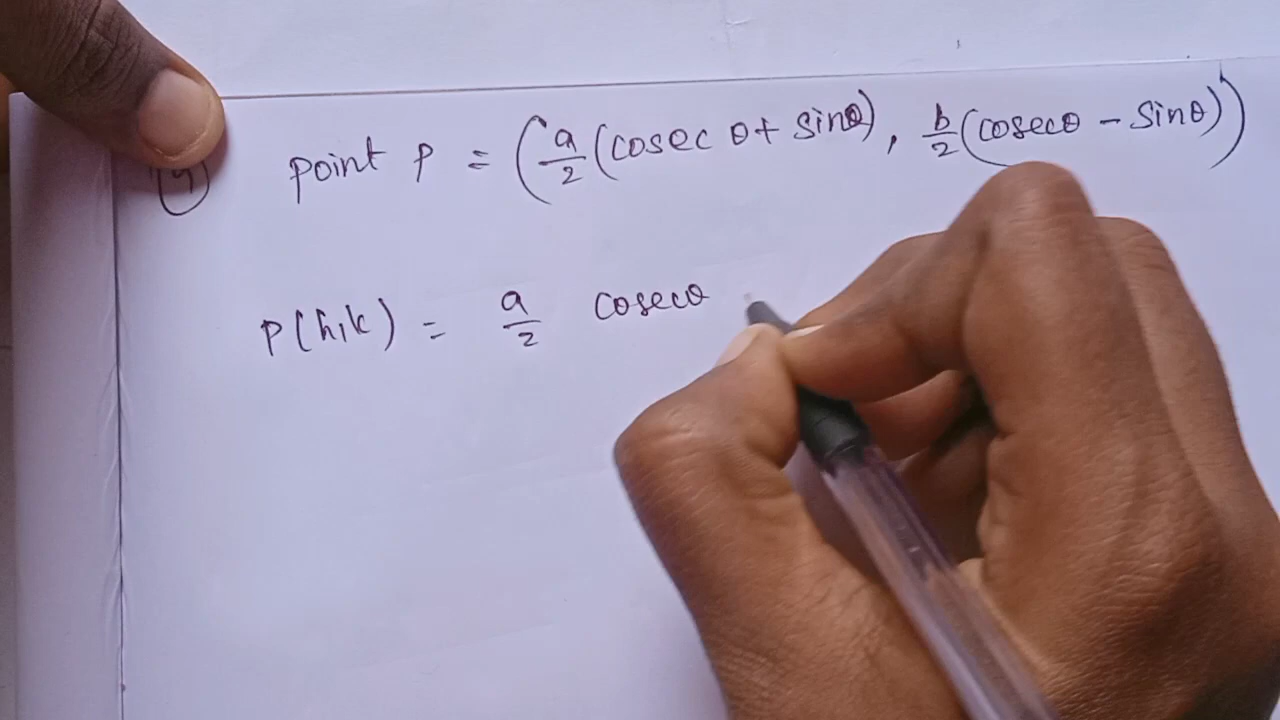 point P = (a/2 (cosec θ + sinθ), b/2 (cosecθ - sinθ))
P(h,k) = a/2 cosecθ